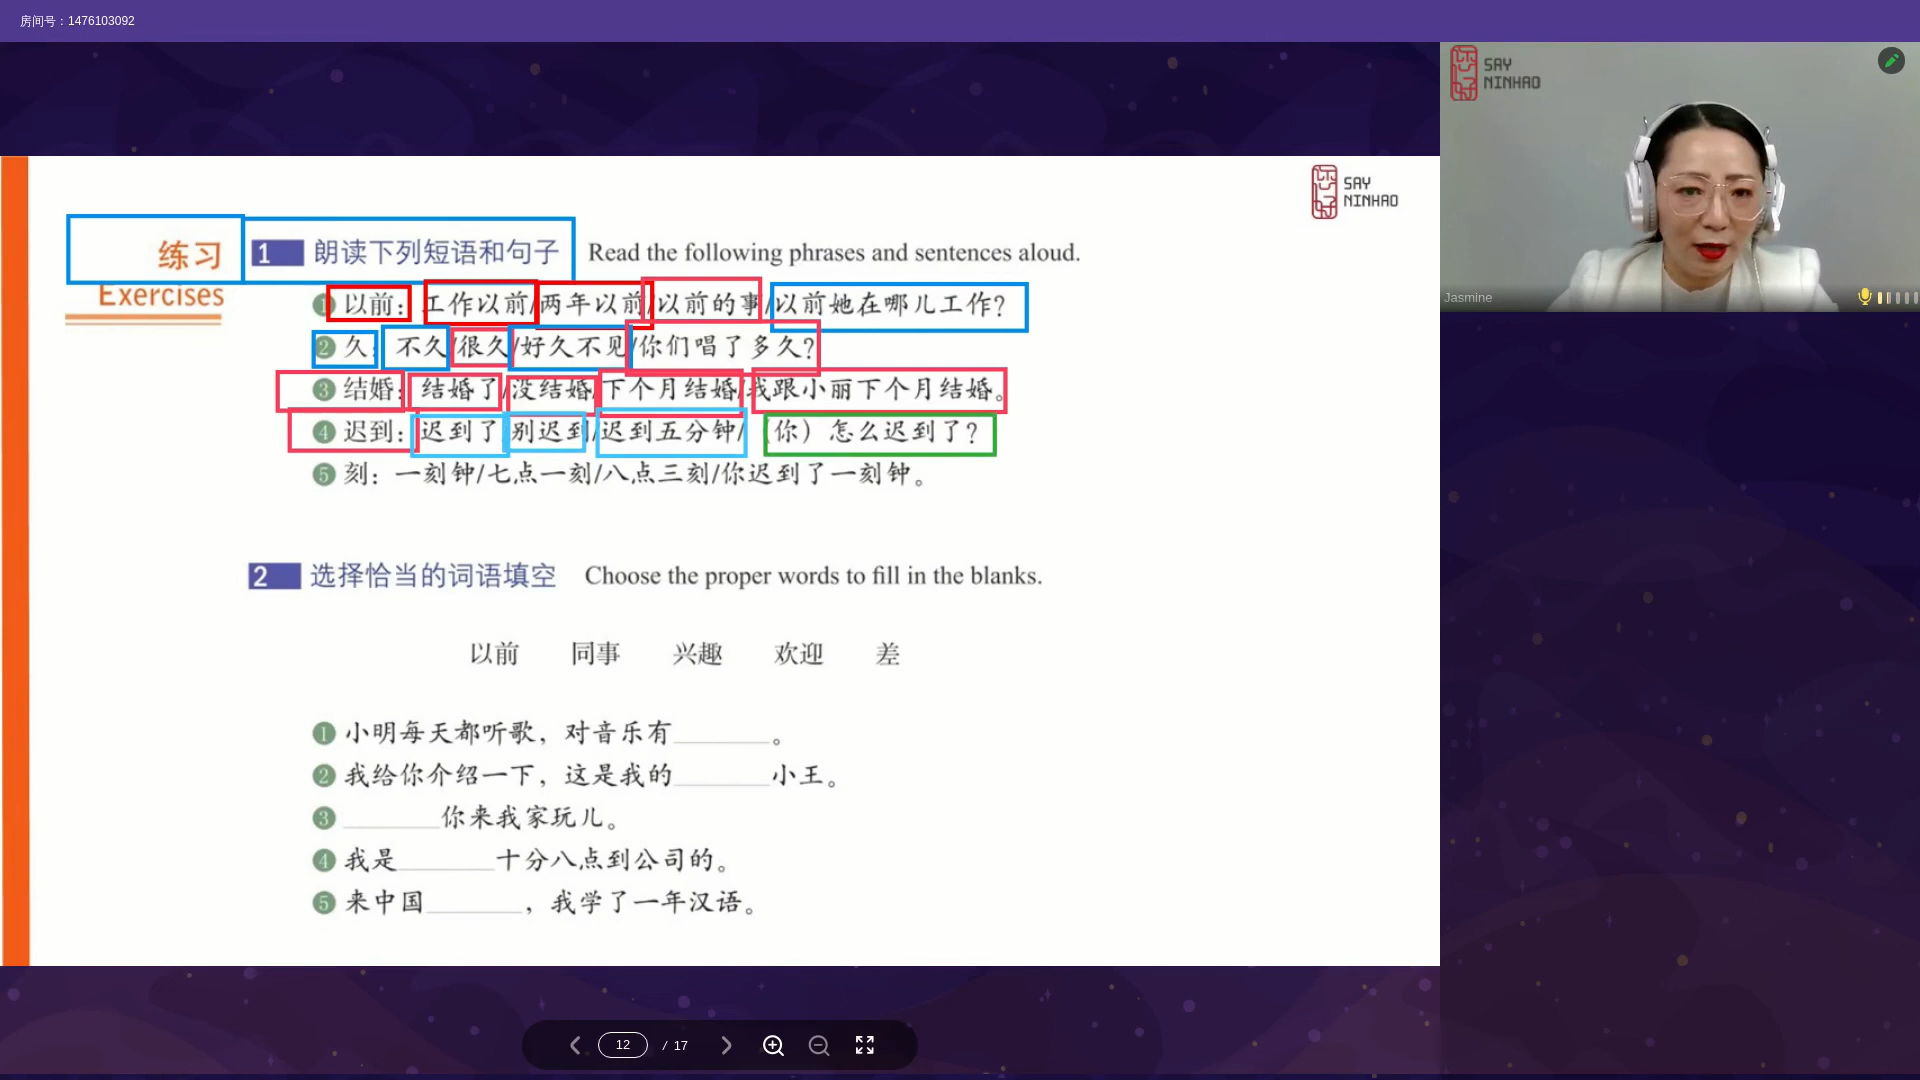 房间号：1476103092
SAY
NINHAO
SAY
NINHAO
Jasmine
练习
Exercises
1 朗读下列短语和句子 Read the following phrases and sentences aloud.
1 以前：工作以前/两年以前/以前的事/以前她在哪儿工作？
2 久：不久/很久/好久不见/你们唱了多久？
3 结婚：结婚了/没结婚/下个月结婚/我跟小丽下个月结婚。
4 迟到：迟到了/别迟到/迟到五分钟/（你）怎么迟到了？
5 刻：一刻钟/七点一刻/八点三刻/你迟到了一刻钟。
2 选择恰当的词语填空 Choose the proper words to fill in the blanks.
以前 同事 兴趣 欢迎 差
1 小明每天都听歌，对音乐有________。
2 我给你介绍一下，这是我的________小王。
3 ________你来我家玩儿。
4 我是________十分八点到公司的。
5 来中国________，我学了一年汉语。
12 / 17